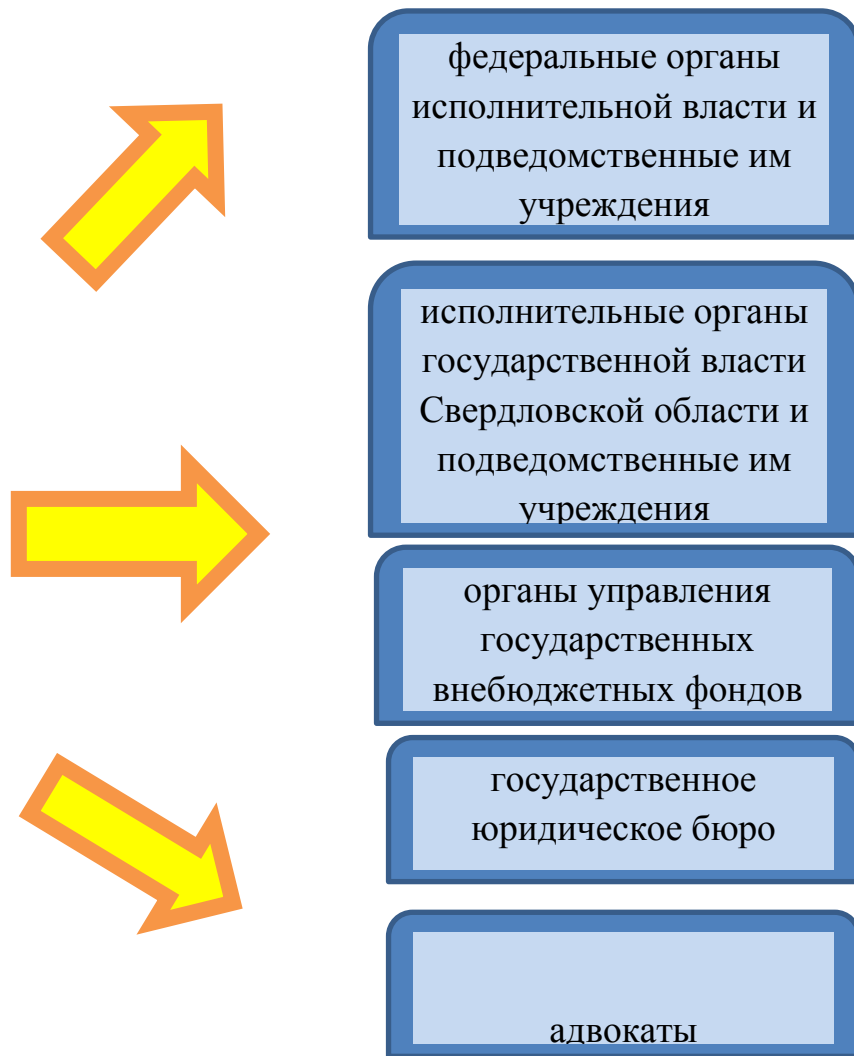 федеральные органы
исполнительной власти и
подведомственные им
учреждения
исполнительные органы
государственной власти
Свердловской области и
подведомственные им
учреждения
органы управления
государственных
внебюджетных фондов
государственное
юридическое бюро
адвокаты